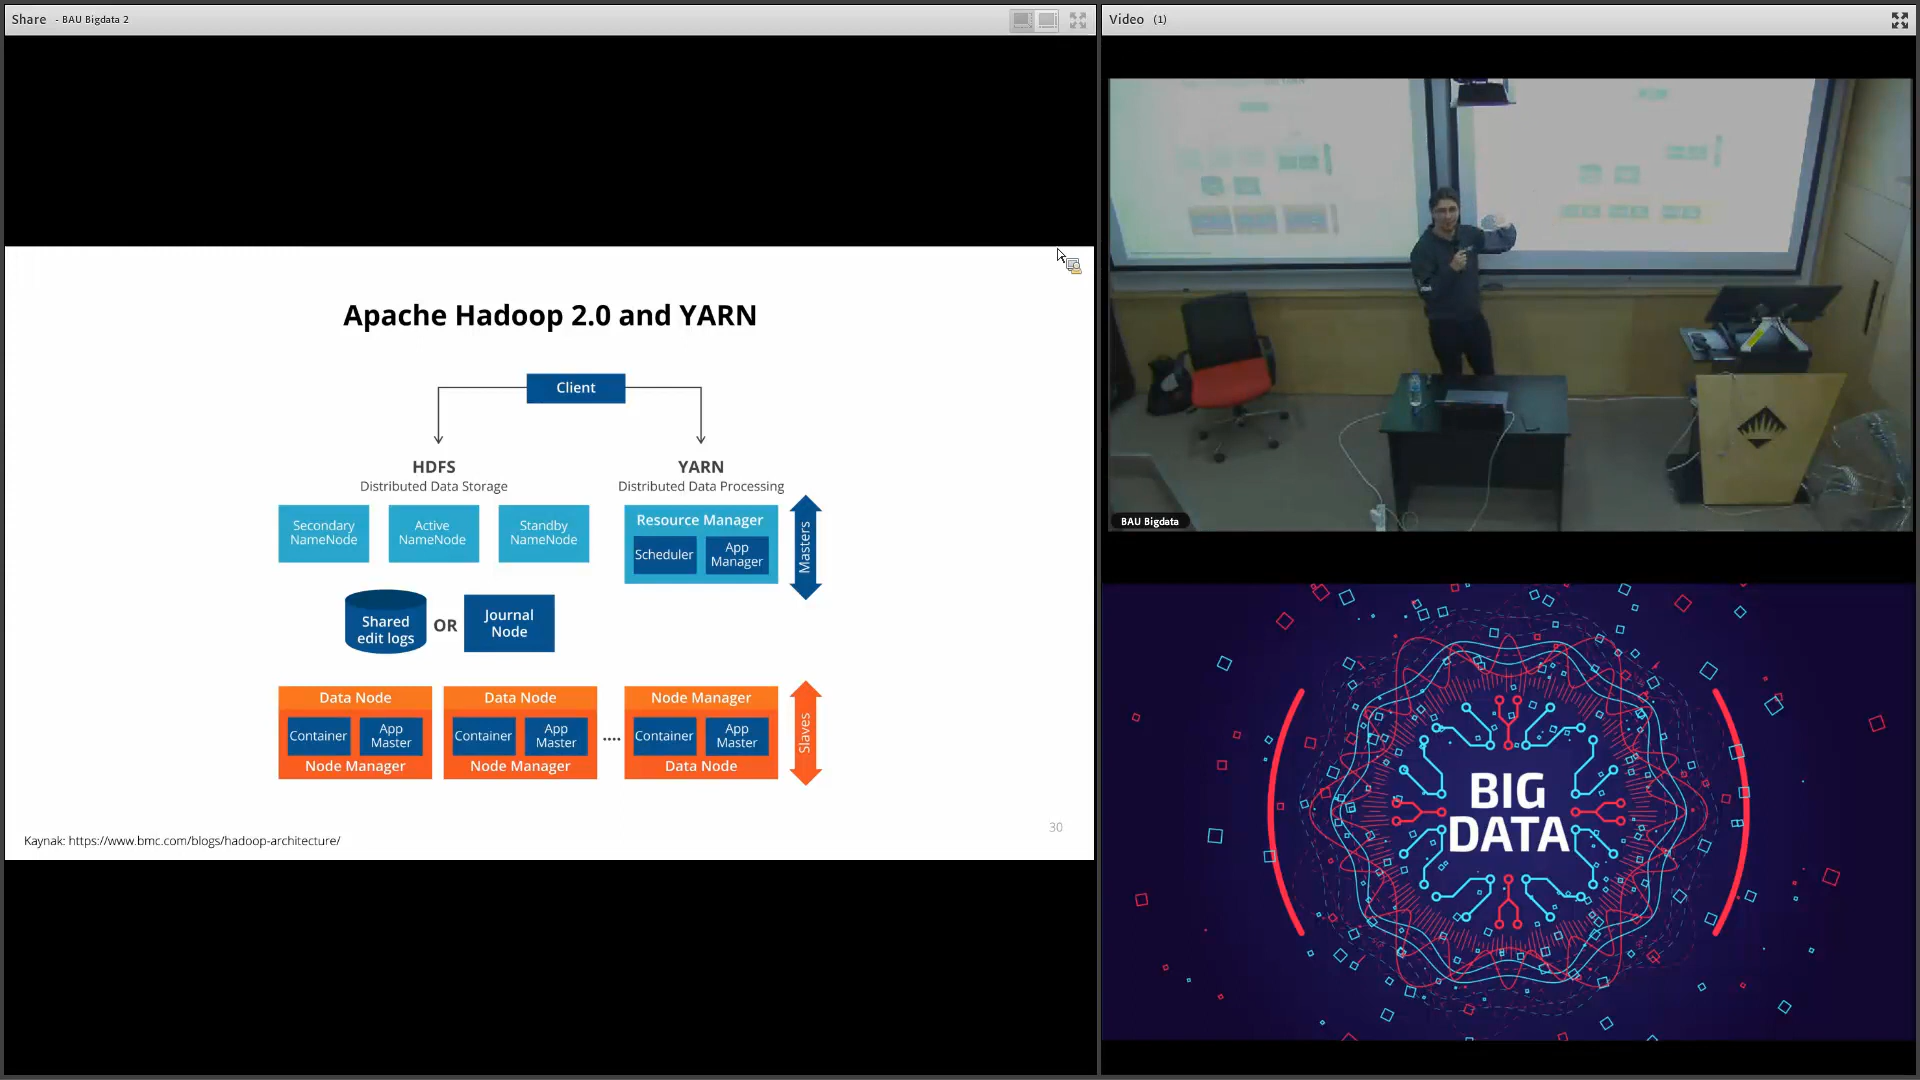 Share - BAU Bigdata 2
Video (1)
Apache Hadoop 2.0 and YARN
Client
HDFS
Distributed Data Storage
YARN
Distributed Data Processing
Secondary
NameNode
Active
NameNode
Standby
NameNode
Resource Manager
Scheduler
App
Manager
Masters
Shared
edit logs
OR
Journal
Node
Data Node
Container
App
Master
Node Manager
Data Node
Container
App
Master
Node Manager
....
Node Manager
Container
App
Master
Data Node
Slaves
30
Kaynak: https://www.bmc.com/blogs/hadoop-architecture/
BAU Bigdata
BIG
DATA